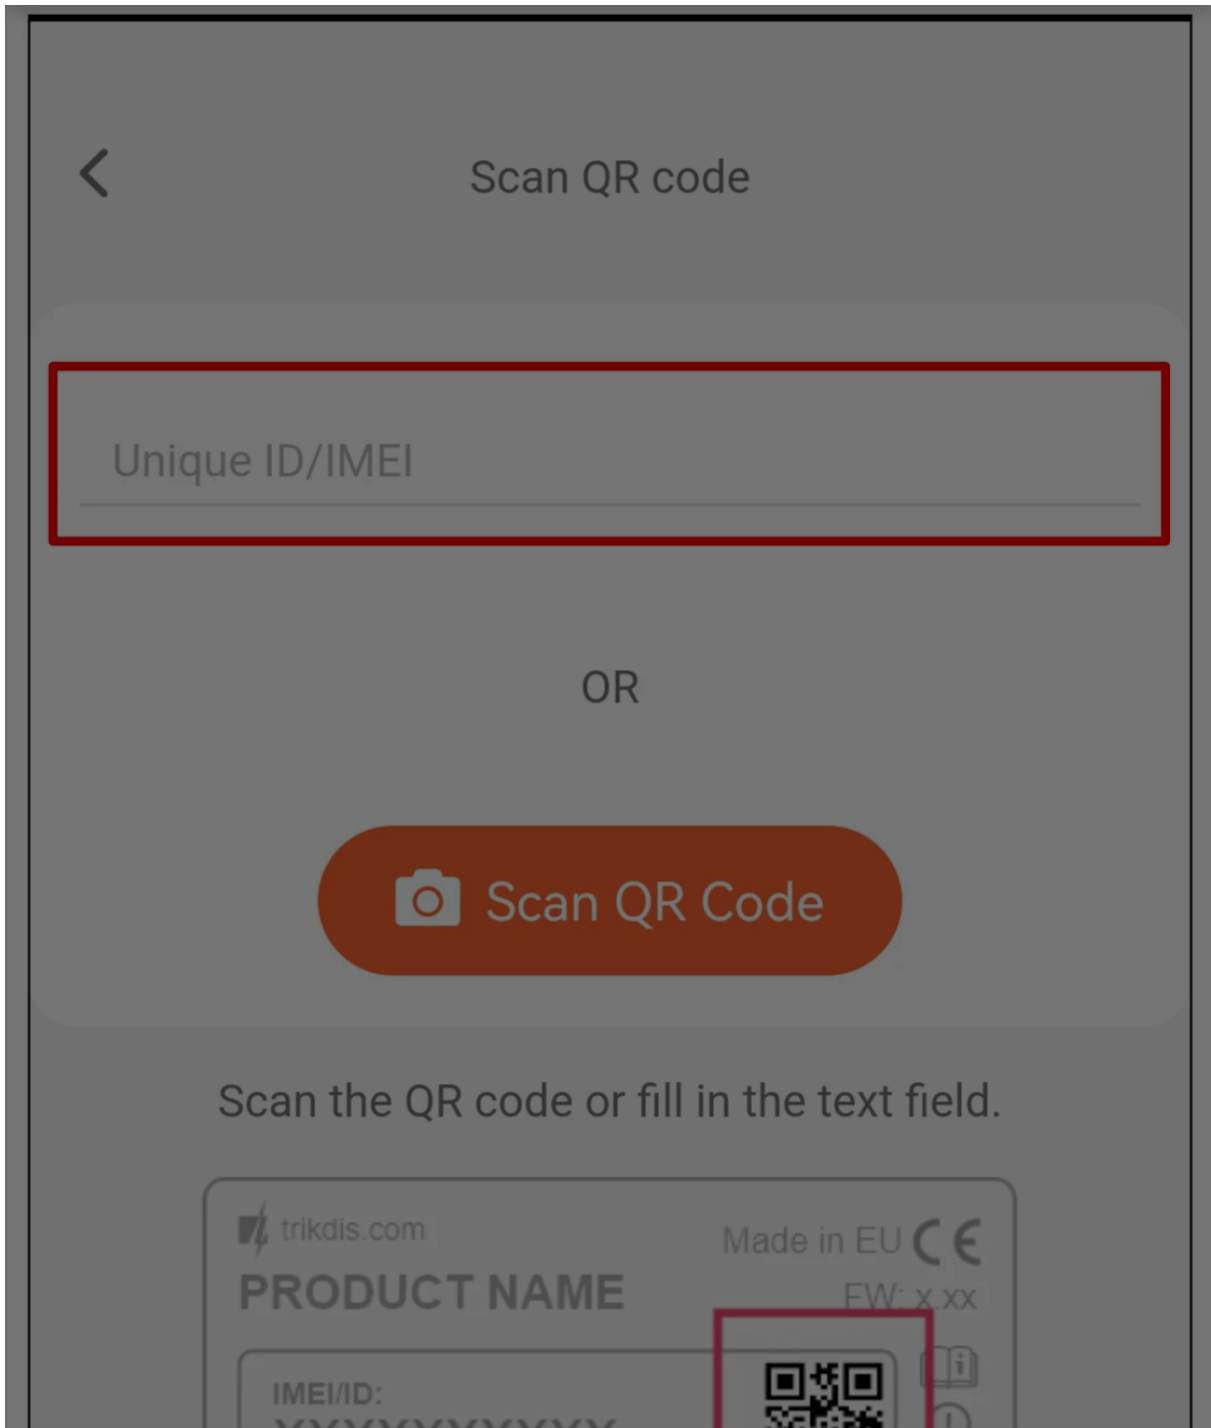 Scan QR code
Unique ID/IMEI
OR
Scan QR Code
Scan the QR code or fill in the text field.
trikdis.com
Made in EU CE
PRODUCT NAME
FW: x.xx
IMEI/ID: